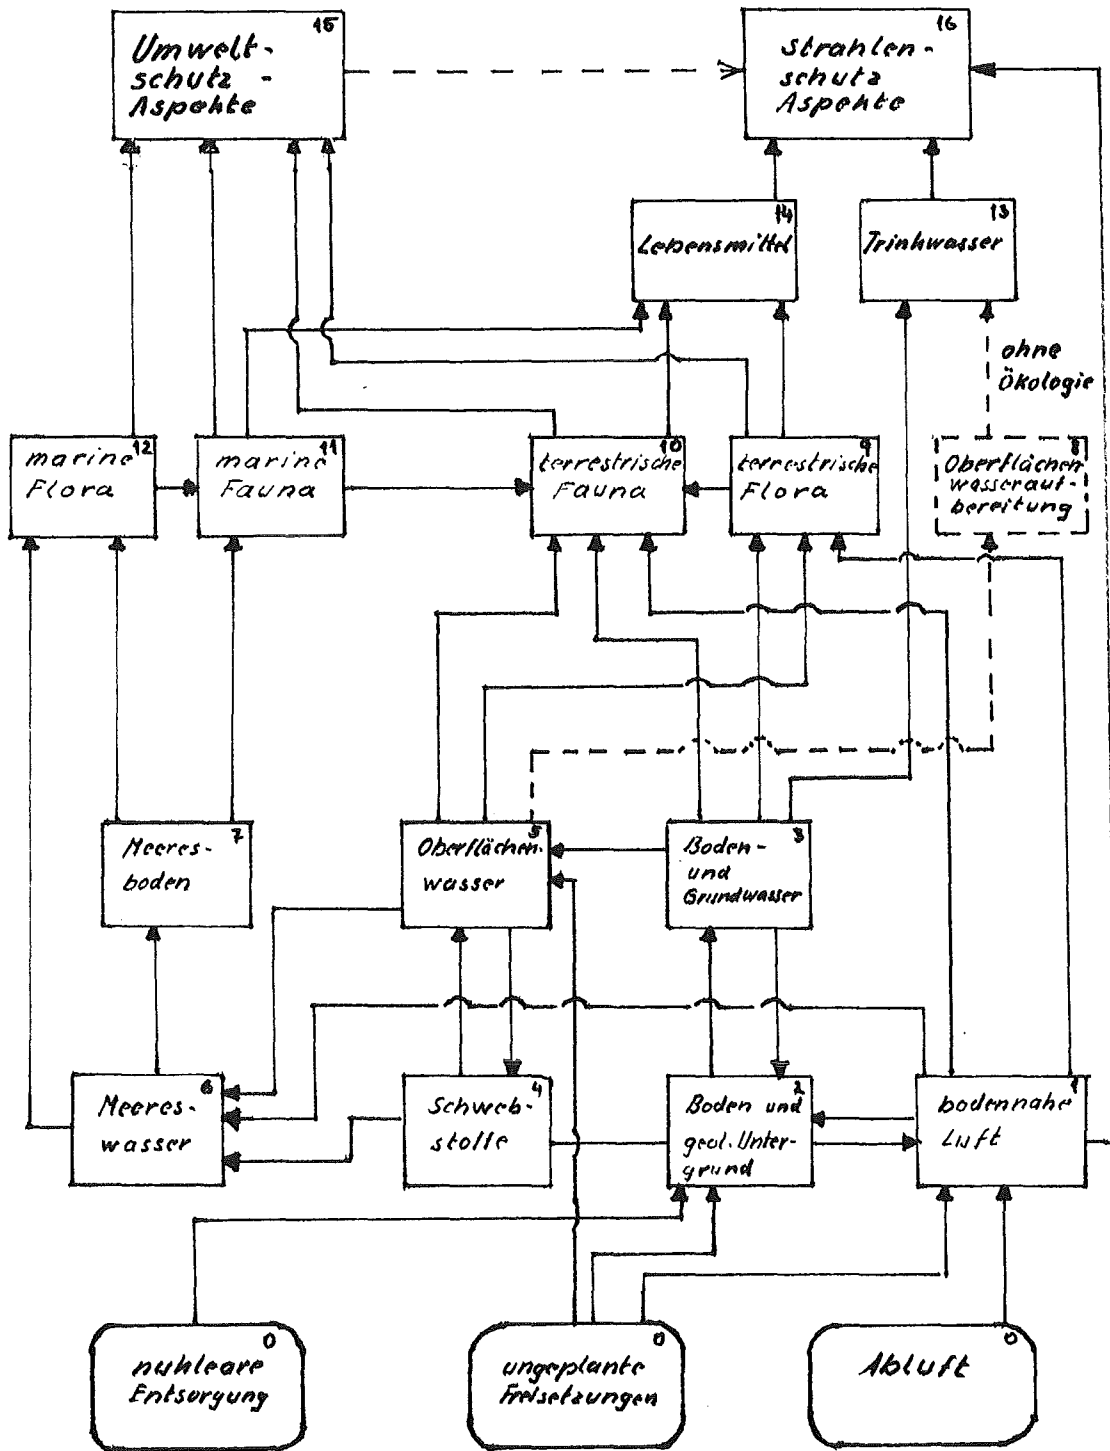 15
Umwelt-
schutz-
Aspekte
16
Strahlen-
schutz
Aspekte
14
Lebensmittel
13
Trinkwasser
ohne
Ökologie
12
marine
Flora
11
marine
Fauna
10
terrestrische
Fauna
9
terrestrische
Flora
8
Oberflächen
wasserauf-
bereitung
7
Meeres-
boden
5
Oberflächen-
wasser
3
Boden-
und
Grundwasser
6
Meeres-
wasser
4
Schweb-
stoffe
2
Boden und
geol. Unter-
grund
1
bodennahe
Luft
0
nukleare
Entsorgung
0
ungeplante
Freisetzungen
0
Abluft